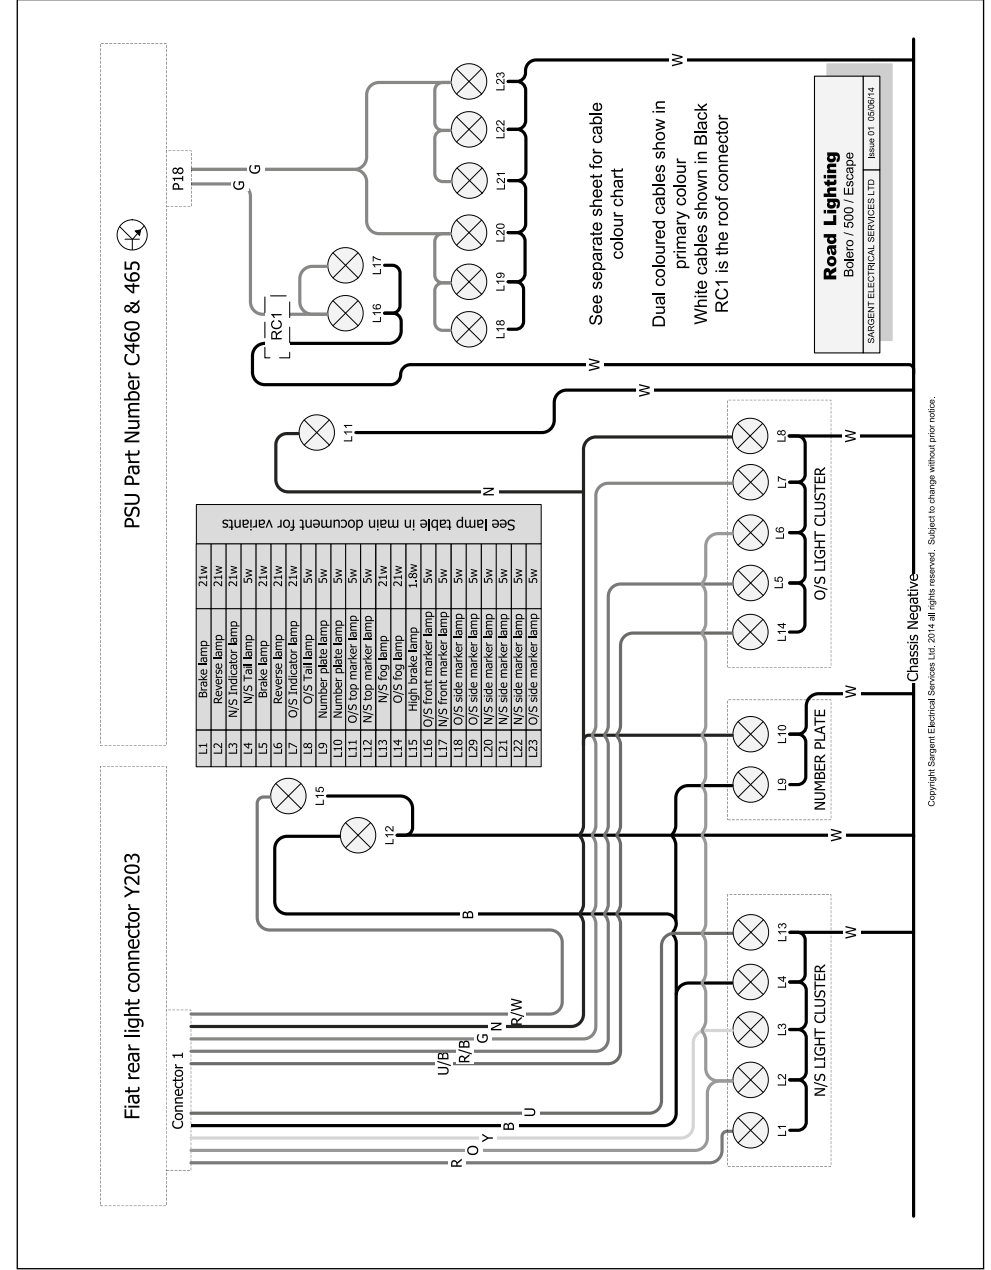 Fiat rear light connector Y203
PSU Part Number C460 & 465
Connector 1
P18
R
O
Y
B
U
U/B
R/B
G
N
R/W
B
N
G
G
L15
L12
L11
RC1
L16
L17
L18
L19
L20
L21
L22
L23
L1 Brake lamp 21w
L2 Reverse lamp 21w
L3 N/S Indicator lamp 21w
L4 N/S Tail lamp 5w
L5 Brake lamp 21w
L6 Reverse lamp 21w
L7 O/S Indicator lamp 21w
L8 O/S Tail lamp 5w
L9 Number plate lamp 5w
L10 Number plate lamp 5w
L11 O/S top marker lamp 5w
L12 N/S top marker lamp 5w
L13 N/S fog lamp 21w
L14 O/S fog lamp 21w
L15 High brake lamp 1.8w
L16 O/S front marker lamp 5w
L17 N/S front marker lamp 5w
L18 O/S side marker lamp 5w
L29 O/S side marker lamp 5w
L20 N/S side marker lamp 5w
L21 N/S side marker lamp 5w
L22 N/S side marker lamp 5w
L23 O/S side marker lamp 5w
See lamp table in main document for variants
See separate sheet for cable
colour chart
Dual coloured cables show in
primary colour
White cables shown in Black
RC1 is the roof connector
L1
L2
L3
L4
L13
N/S LIGHT CLUSTER
L9
L10
NUMBER PLATE
L14
L5
L6
L7
L8
O/S LIGHT CLUSTER
W
W
W
W
W
W
W
Chassis Negative
Road Lighting
Bolero / 500 / Escape
SARGENT ELECTRICAL SERVICES LTD
Issue 01 05/06/14
Copyright Sargent Electrical Services Ltd. 2014 all rights reserved. Subject to change without prior notice.